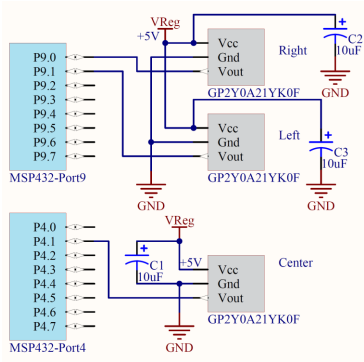 VReg
+5V
P9.0
P9.1
P9.2
P9.3
P9.4
P9.5
P9.6
P9.7
MSP432-Port9
Vcc
Gnd
Vout
Right
GP2Y0A21YK0F
C2
10uF
GND
Vcc
Gnd
Vout
Left
GP2Y0A21YK0F
C3
10uF
GND
GND
P4.0
P4.1
P4.2
P4.3
P4.4
P4.5
P4.6
P4.7
MSP432-Port4
VReg
+5V
C1
10uF
Vcc
Gnd
Vout
Center
GP2Y0A21YK0F
GND